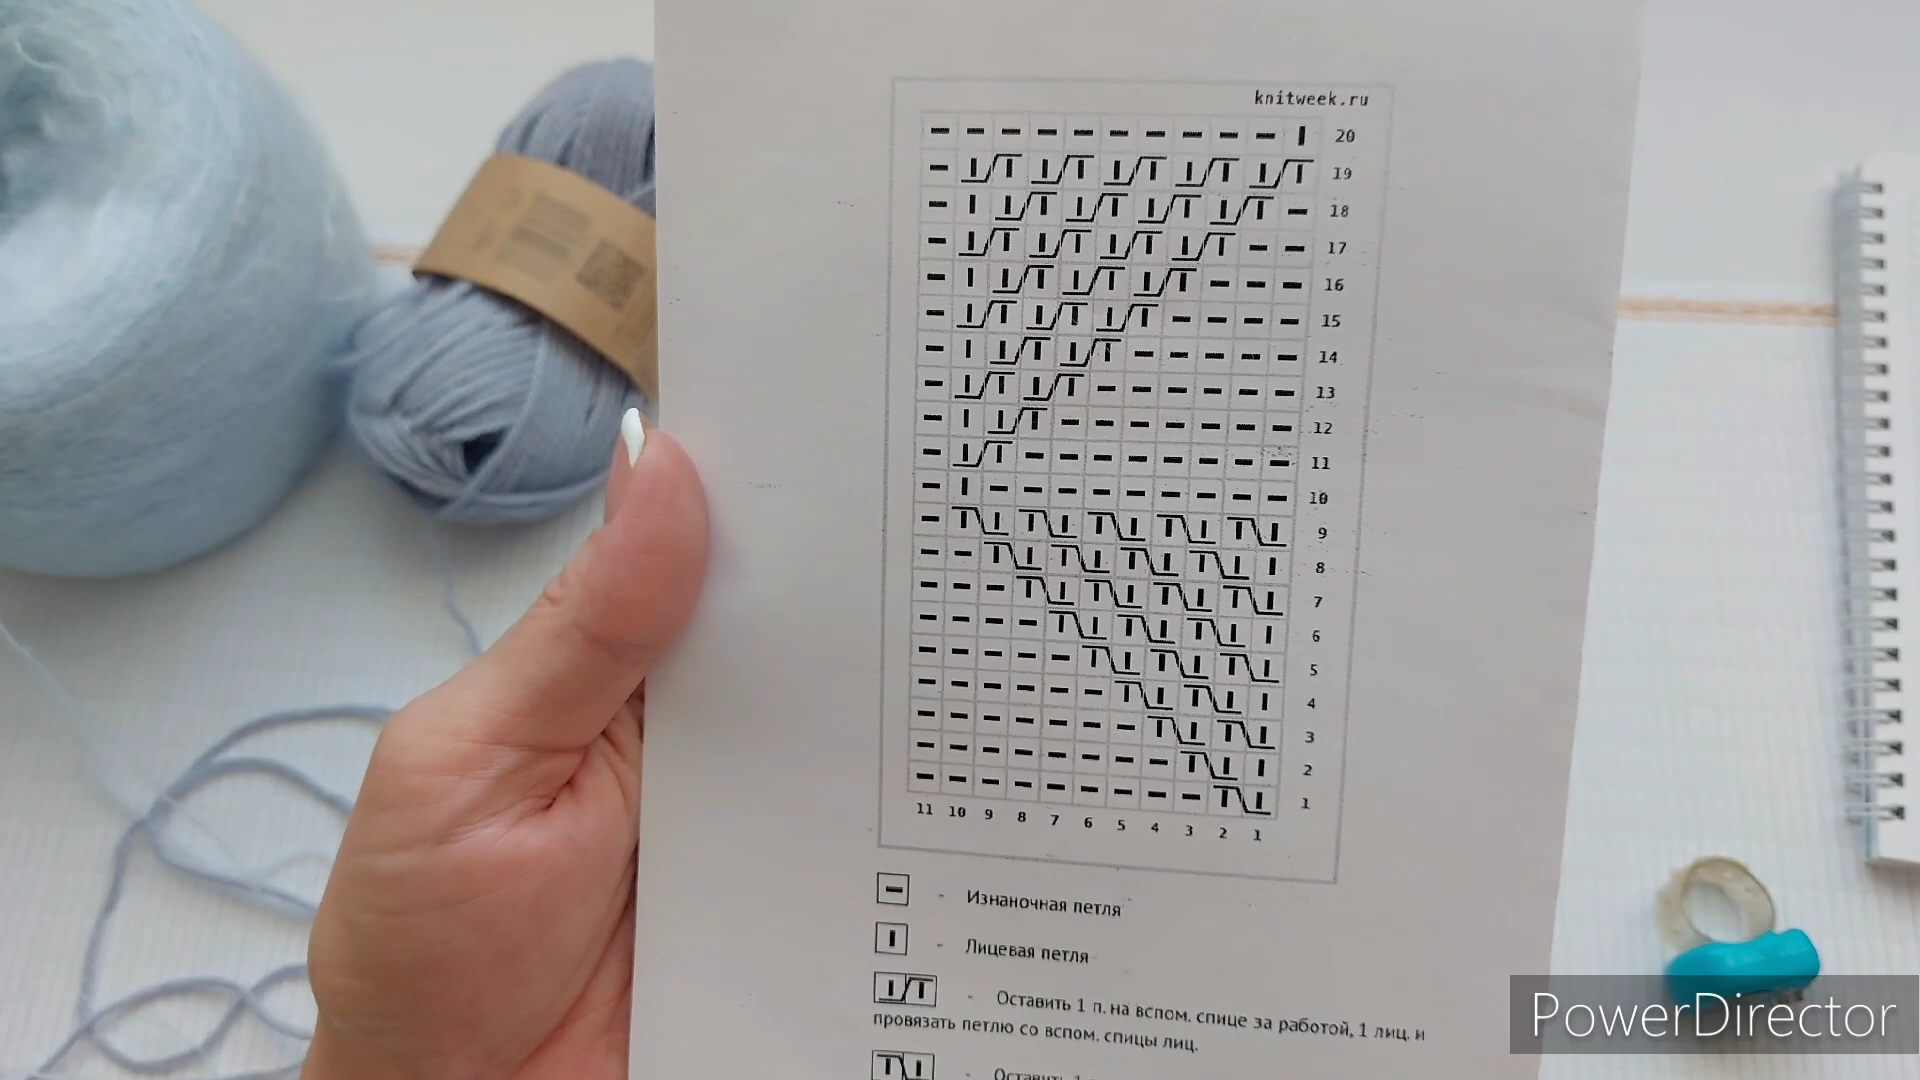 knitweek.ru
20
19
18
17
16
15
14
13
12
11
10
9
8
7
6
5
4
3
2
1
11 10 9 8 7 6 5 4 3 2 1
- Изнаночная петля
- Лицевая петля
- Оставить 1 п. на вспом. спице за работой, 1 лиц. и
провязать петлю со вспом. спицы лиц.
- Оставить 1
PowerDirector